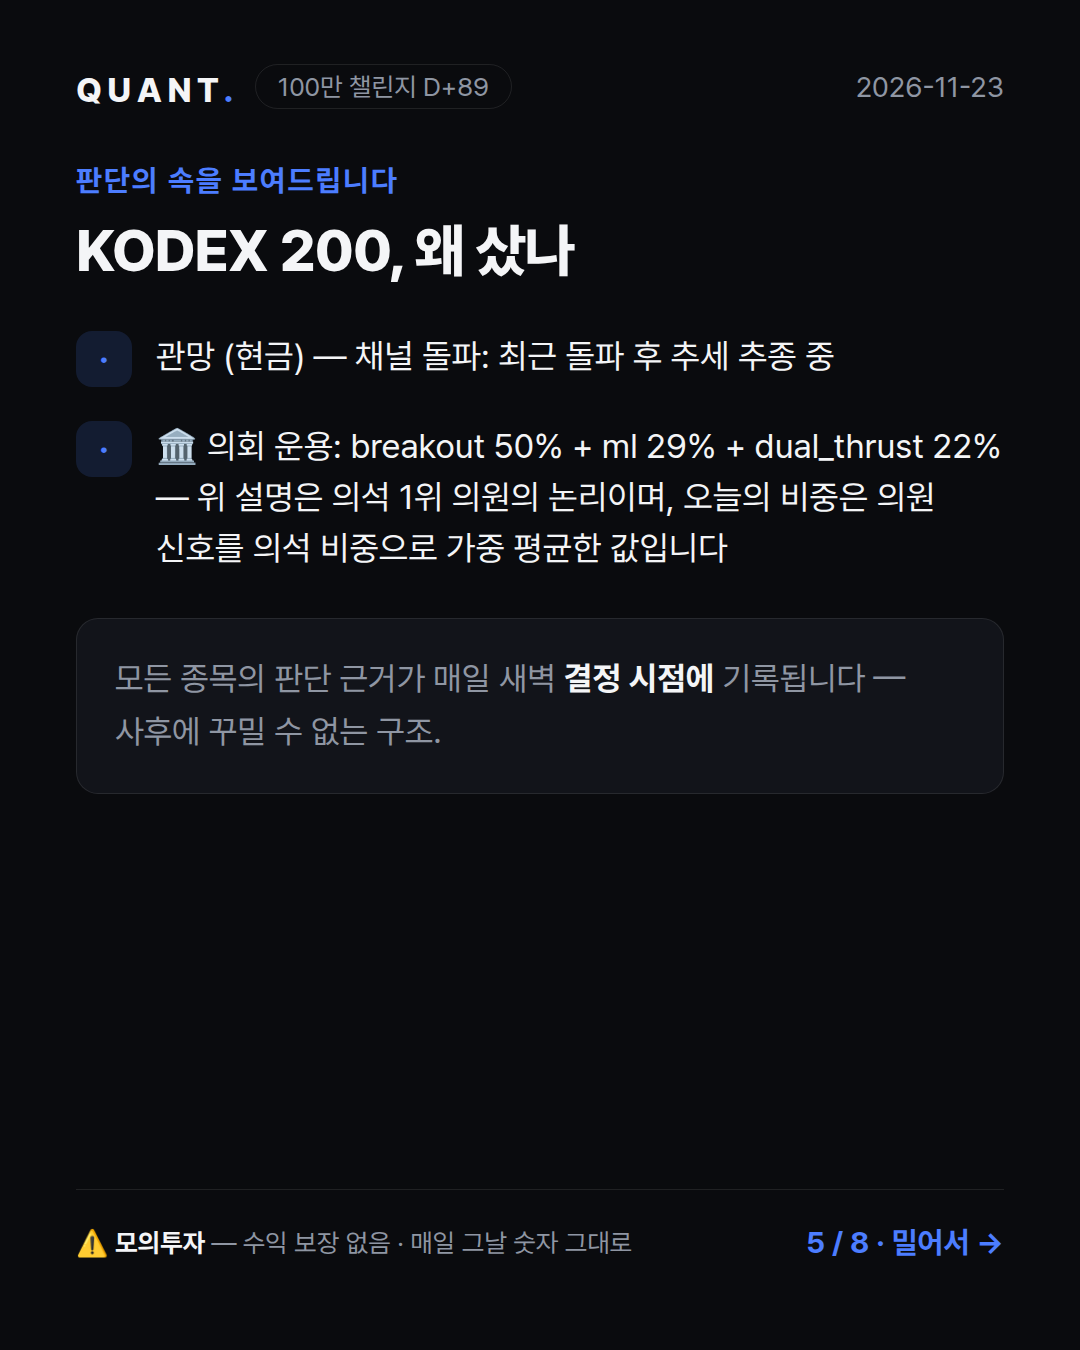 QUANT. 100만 챌린지 D+89 2026-11-23
판단의 속을 보여드립니다
KODEX 200, 왜 샀나
· 관망 (현금) — 채널 돌파: 최근 돌파 후 추세 추종 중
· 🏛️ 의회 운용: breakout 50% + ml 29% + dual_thrust 22%
— 위 설명은 의석 1위 의원의 논리이며, 오늘의 비중은 의원
신호를 의석 비중으로 가중 평균한 값입니다
모든 종목의 판단 근거가 매일 새벽 결정 시점에 기록됩니다 —
사후에 꾸밀 수 없는 구조.
⚠️ 모의투자 — 수익 보장 없음 · 매일 그날 숫자 그대로 5 / 8 · 밀어서 →